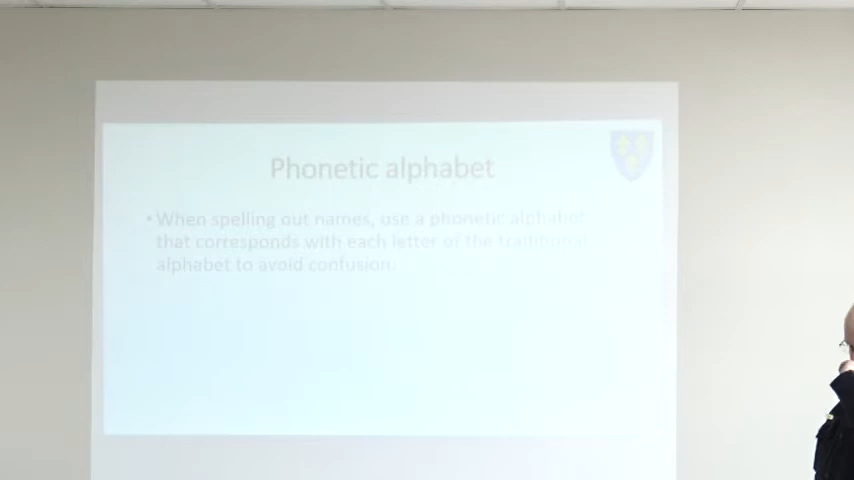 Phonetic alphabet
• When spelling out names, use a phonetic alphabet
that corresponds with each letter of the traditional
alphabet to avoid confusion.